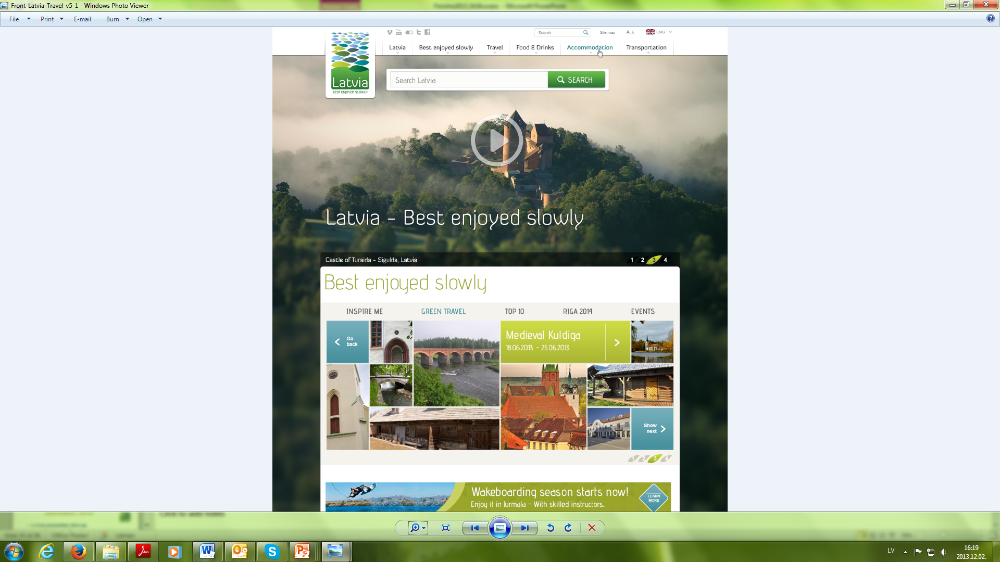 Front-Latvia-Travel-v5-1 - Windows Photo Viewer
File Print E-mail Burn Open
Search Site map A A ENG
Latvia Best enjoyed slowly Travel Food & Drinks Accommodation Transportation
Latvia
BEST ENJOYED SLOWLY
Search Latvia SEARCH
Latvia - Best enjoyed slowly
Castle of Turaida - Sigulda, Latvia 1 2 3 4
Best enjoyed slowly
INSPIRE ME GREEN TRAVEL TOP 10 RIGA 2014 EVENTS
Go
back
Medieval Kuldiga
18.06.2013. - 25.06.2013
Show
next
1 2 3 4
Wakeboarding season starts now!
Enjoy it in Jurmala - With skilled instructors...
LEARN
MORE
LV
16:19
2013.12.02.